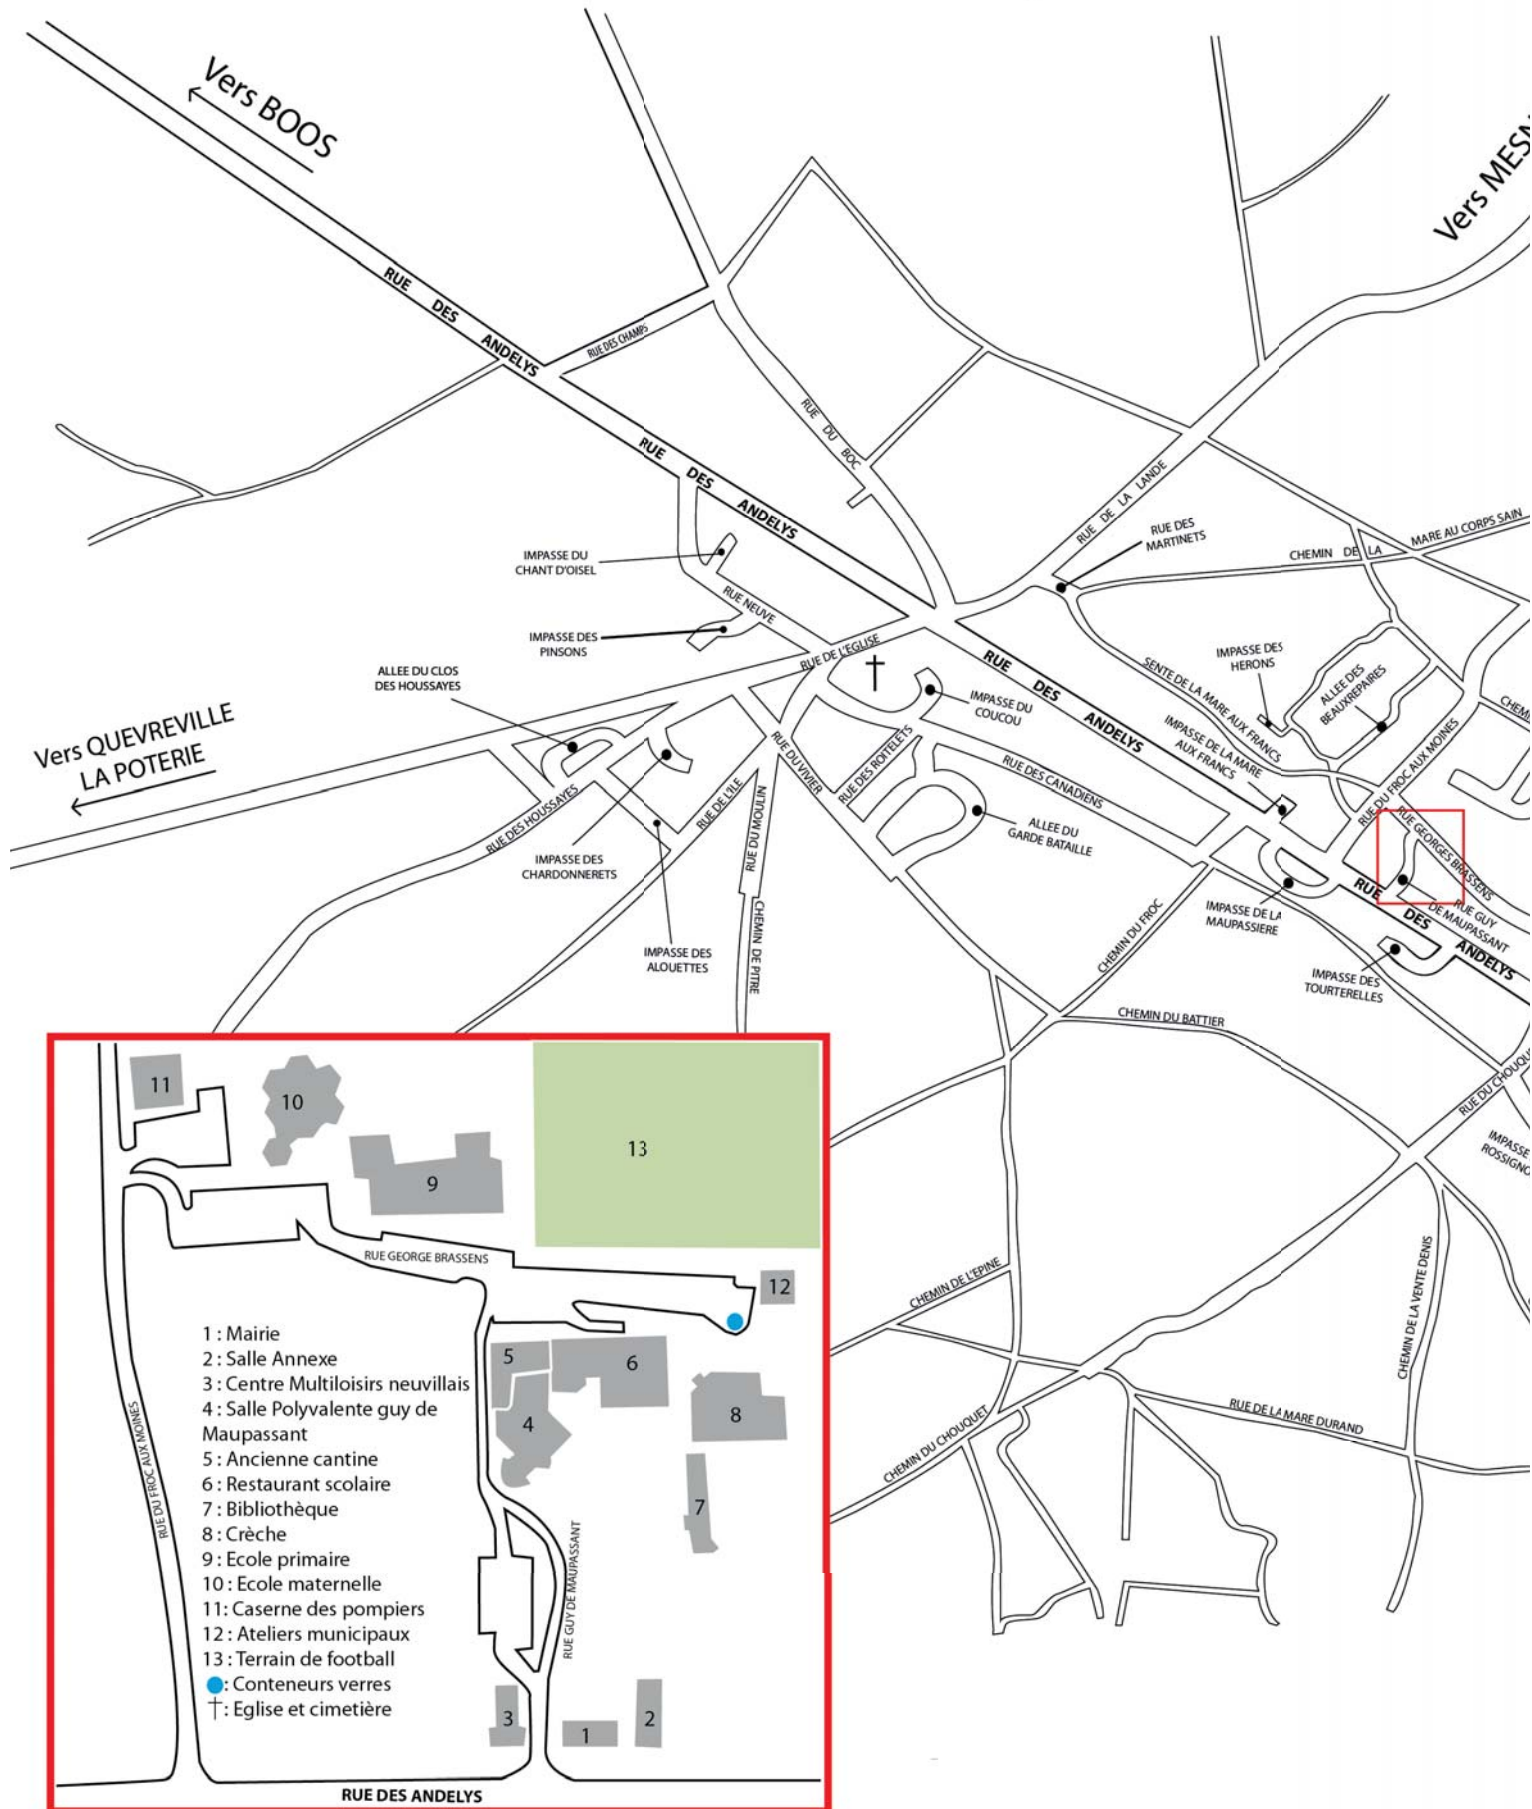 Vers BOOS
Vers MESN
RUE DES ANDELYS
RUE DES CHAMPS
RUE DU BOC
RUE DES ANDELYS
RUE DE LA LANDE
RUE DES
MARTINETS
CHEMIN DE LA
MARE AU CORPS SAIN
IMPASSE DU
CHANT D'OISEL
RUE NEUVE
IMPASSE DES
PINSONS
RUE DE L'EGLISE
ALLEE DU CLOS
DES HOUSSAYES
Vers QUEVREVILLE
LA POTERIE
IMPASSE DU
COUCOU
RUE DES ANDELYS
SENTE DE LA MARE AUX FRANCS
IMPASSE DES
HERONS
ALLEE DES
BEAUXREPAIRES
CHEMI
IMPASSE DE LA MARE
AUX FRANCS
RUE DU FROC AUX MOINES
RUE DU VIVIER
RUE DES ROITELETS
RUE DES CANADIENS
RUE DES HOUSSAYES
RUE DE L'ILE
RUE DU MOULIN
ALLEE DU
GARDE BATAILLE
IMPASSE DES
CHARDONNERETS
RUE GEORGES BRASSENS
RUE GUY
DE MAUPASSANT
RUE DES ANDELYS
IMPASSE DE LA
MAUPASSIERE
CHEMIN DU FROC
CHEMIN DE PITRE
IMPASSE DES
ALOUETTES
IMPASSE DES
TOURTERELLES
CHEMIN DU BATTIER
RUE DU CHOUQU
IMPASSE
ROSSIGNO
CHEMIN DE L'EPINE
CHEMIN DE LA VENTE DENIS
RUE DE LA MARE DURAND
CHEMIN DU CHOUQUET
11
10
9
13
RUE GEORGE BRASSENS
12
5
6
4
8
7
RUE DU FROC AUX MOINES
1 : Mairie
2 : Salle Annexe
3 : Centre Multiloisirs neuvillais
4 : Salle Polyvalente guy de
Maupassant
5 : Ancienne cantine
6 : Restaurant scolaire
7 : Bibliothèque
8 : Crèche
9 : Ecole primaire
10 : Ecole maternelle
11: Caserne des pompiers
12 : Ateliers municipaux
13 : Terrain de football
: Conteneurs verres
: Eglise et cimetière
RUE GUY DE MAUPASSANT
3
1
2
RUE DES ANDELYS